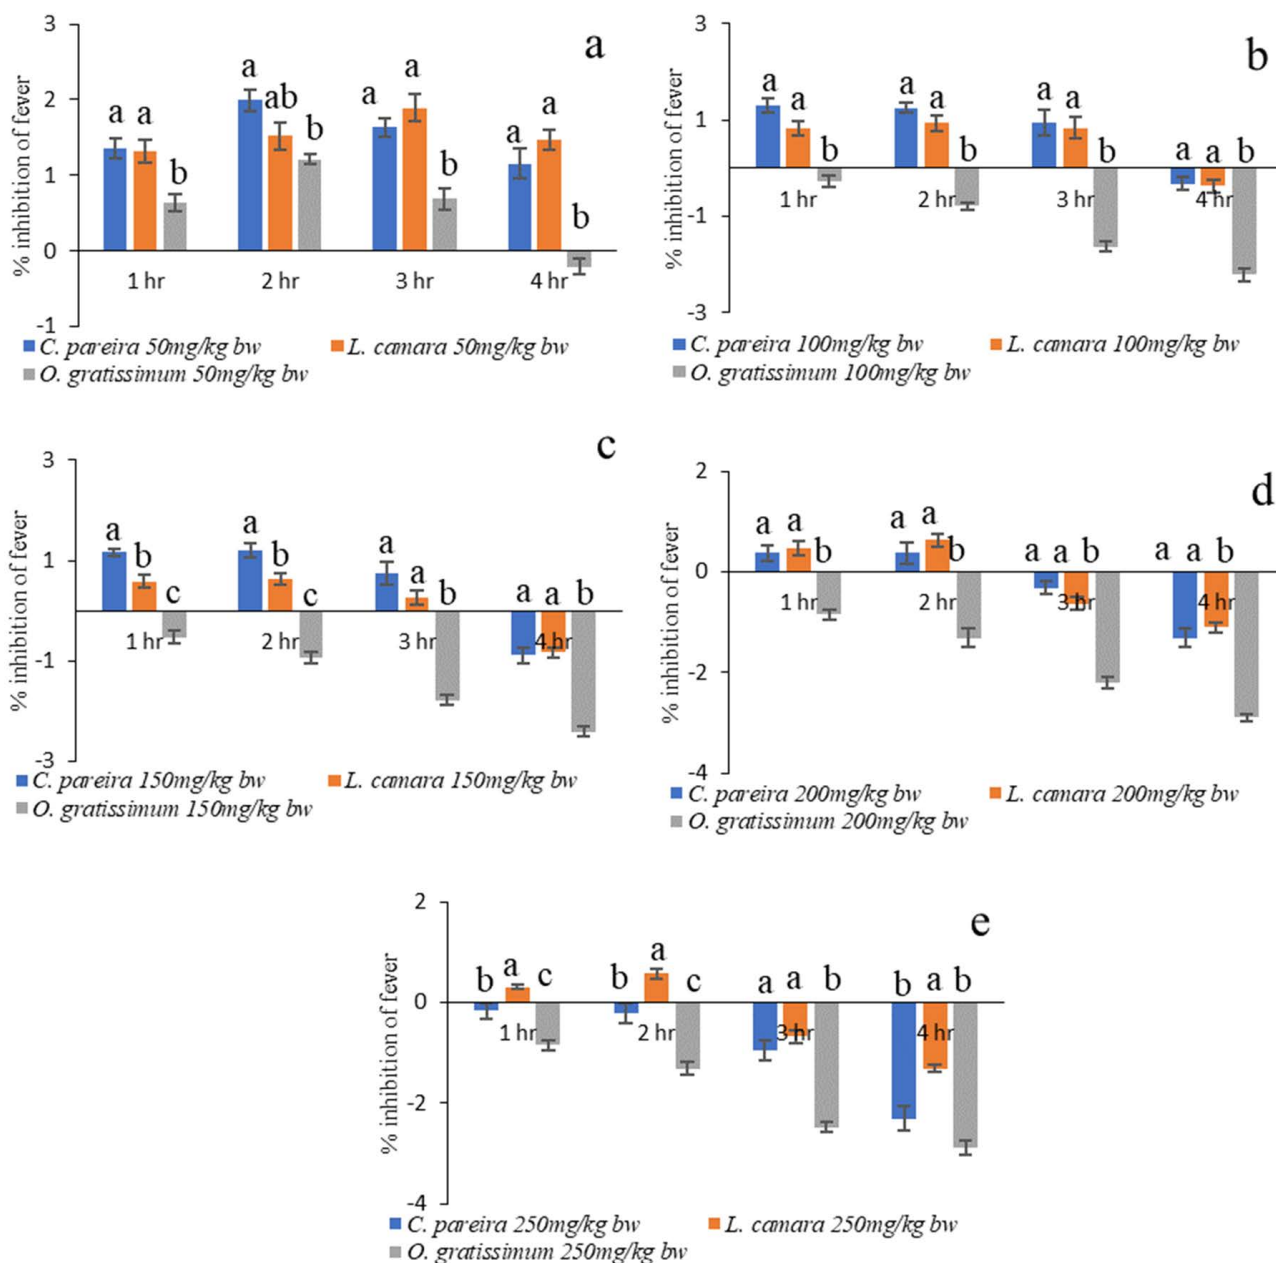 a
3
2
1
0
-1
% inhibition of fever
a a b
a ab b
a a b
a a b
1 hr 2 hr 3 hr 4 hr
C. pareira 50mg/kg bw L. camara 50mg/kg bw
O. gratissimum 50mg/kg bw
b
3
1
-1
-3
% inhibition of fever
a a b
a a b
a a b
a a b
1 hr 2 hr 3 hr 4 hr
C. pareira 100mg/kg bw L. camara 100mg/kg bw
O. gratissimum 100mg/kg bw
c
3
1
-1
-3
% inhibition of fever
a b c
a b c
a a b
a a b
1 hr 2 hr 3 hr 4 hr
C. pareira 150mg/kg bw L. camara 150mg/kg bw
O. gratissimum 150mg/kg bw
d
2
0
-2
-4
% inhibition of fever
a a b
a a b
a a b
a a b
1 hr 2 hr 3 hr 4 hr
C. pareira 200mg/kg bw L. camara 200mg/kg bw
O. gratissimum 200mg/kg bw
e
2
0
-2
-4
% inhibition of fever
b a c
b a c
a a b
b a b
1 hr 2 hr 3 hr 4 hr
C. pareira 250mg/kg bw L. camara 250mg/kg bw
O. gratissimum 250mg/kg bw